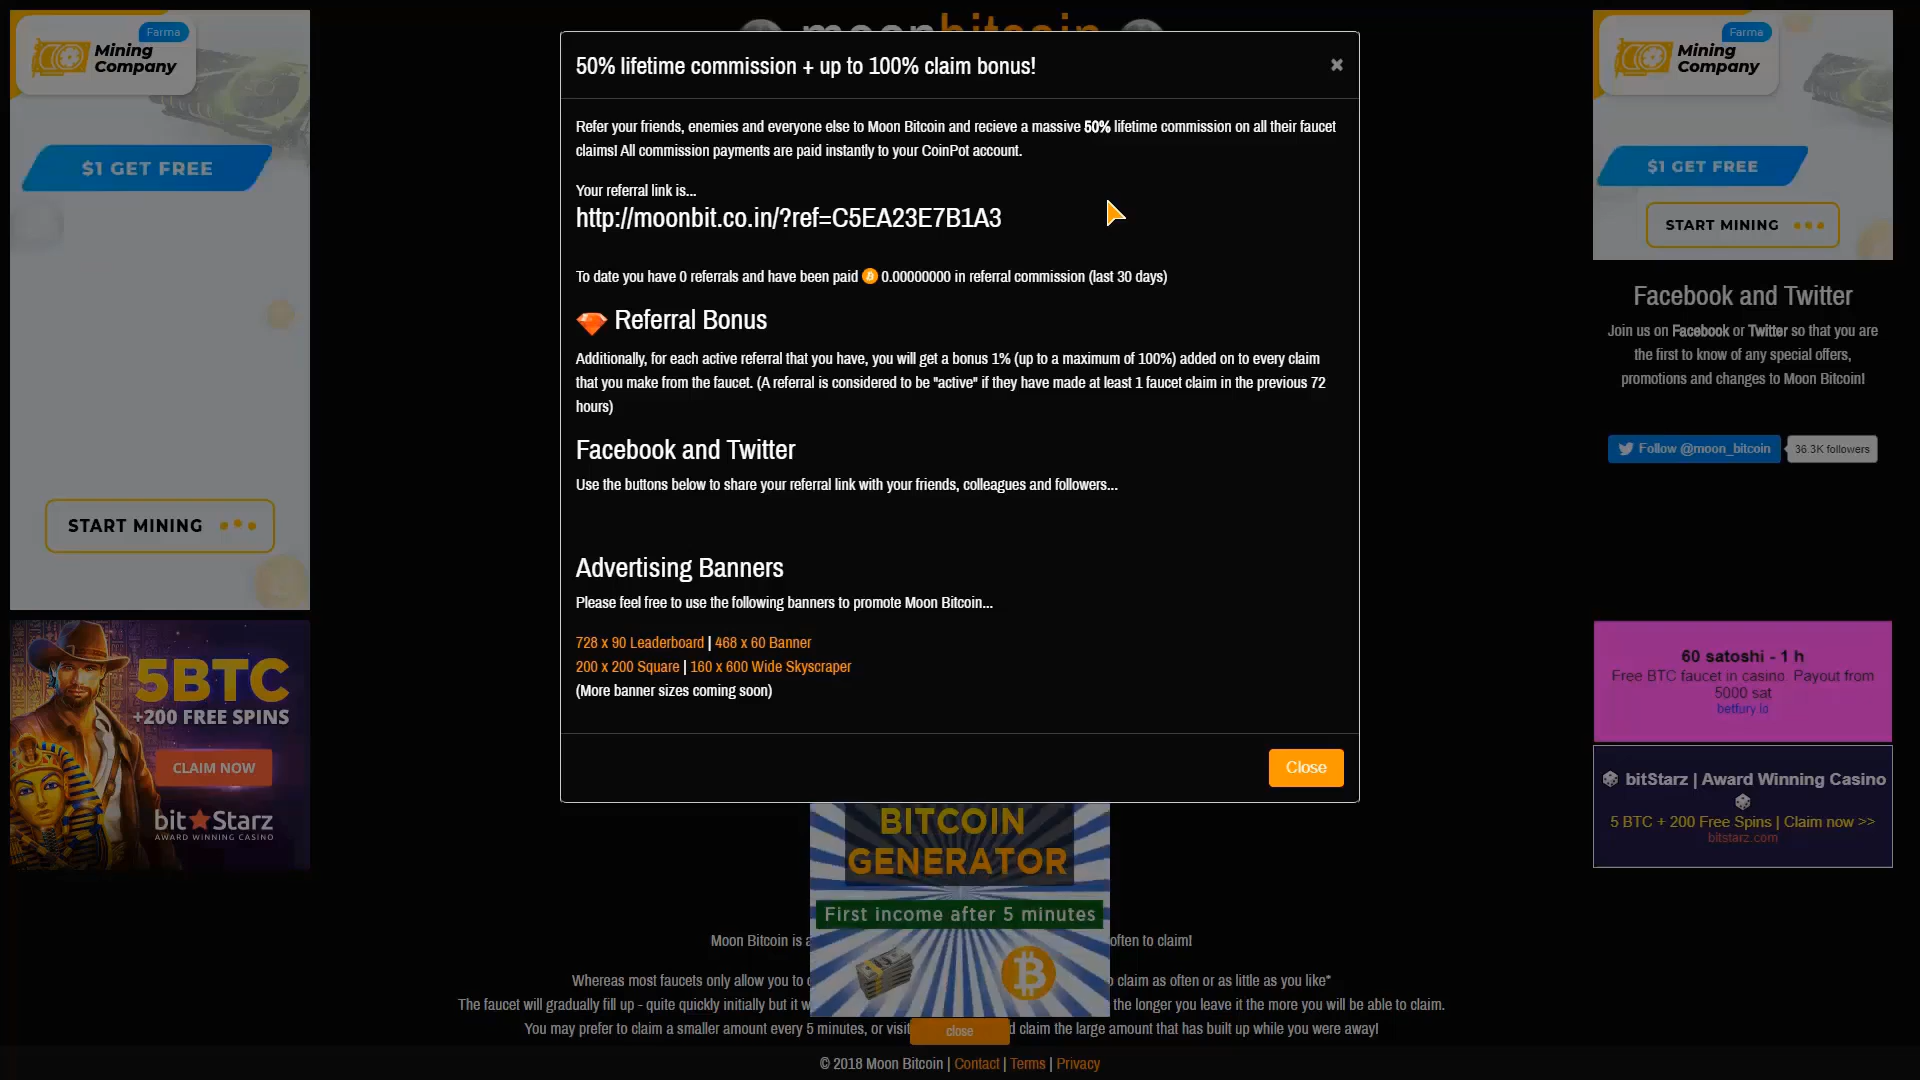 moonbitcoin
50% lifetime commission + up to 100% claim bonus!
×
Refer your friends, enemies and everyone else to Moon Bitcoin and recieve a massive 50% lifetime commission on all their faucet
claims! All commission payments are paid instantly to your CoinPot account.
Your referral link is...
http://moonbit.co.in/?ref=C5EA23E7B1A3
To date you have 0 referrals and have been paid 0.00000000 in referral commission (last 30 days)
Referral Bonus
Additionally, for each active referral that you have, you will get a bonus 1% (up to a maximum of 100%) added on to every claim
that you make from the faucet. (A referral is considered to be "active" if they have made at least 1 faucet claim in the previous 72
hours)
Facebook and Twitter
Use the buttons below to share your referral link with your friends, colleagues and followers...
Advertising Banners
Please feel free to use the following banners to promote Moon Bitcoin...
728 x 90 Leaderboard | 468 x 60 Banner
200 x 200 Square | 160 x 600 Wide Skyscraper
(More banner sizes coming soon)
Close
Farma
Mining
Company
$1 GET FREE
START MINING
5BTC
+200 FREE SPINS
CLAIM NOW
bitStarz
AWARD WINNING CASINO
Farma
Mining
Company
$1 GET FREE
START MINING
Facebook and Twitter
Join us on Facebook or Twitter so that you are
the first to know of any special offers,
promotions and changes to Moon Bitcoin!
Follow @moon_bitcoin
36.3K followers
60 satoshi - 1 h
Free BTC faucet in casino. Payout from
5000 sat
betfury.io
bitStarz | Award Winning Casino
5 BTC + 200 Free Spins | Claim now >>
bitstarz.com
BITCOIN
GENERATOR
First income after 5 minutes
Moon Bitcoin is often to claim!
Whereas most faucets only allow you to claim as often or as little as you like*
The faucet will gradually fill up - quite quickly initially but it the longer you leave it the more you will be able to claim.
You may prefer to claim a smaller amount every 5 minutes, or claim the large amount that has built up while you were away!
close
© 2018 Moon Bitcoin | Contact | Terms | Privacy